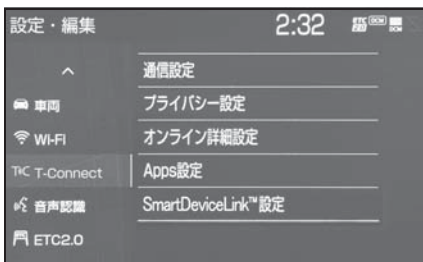 設定・編集 2:32
車両
Wi-Fi
T-Connect
音声認識
ETC2.0
通信設定
プライバシー設定
オンライン詳細設定
Apps設定
SmartDeviceLink™設定